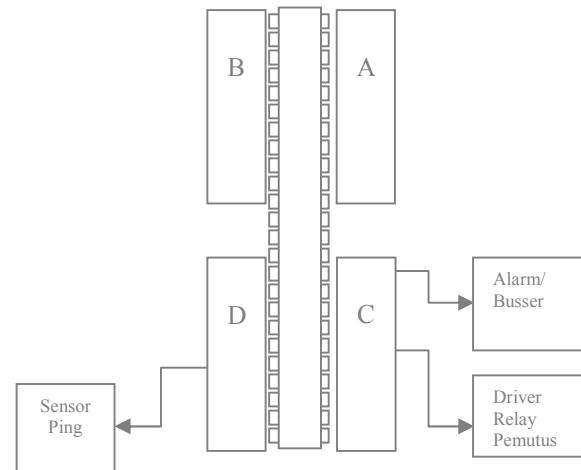 B
A
D
C
Alarm/
Busser
Sensor
Ping
Driver
Relay
Pemutus